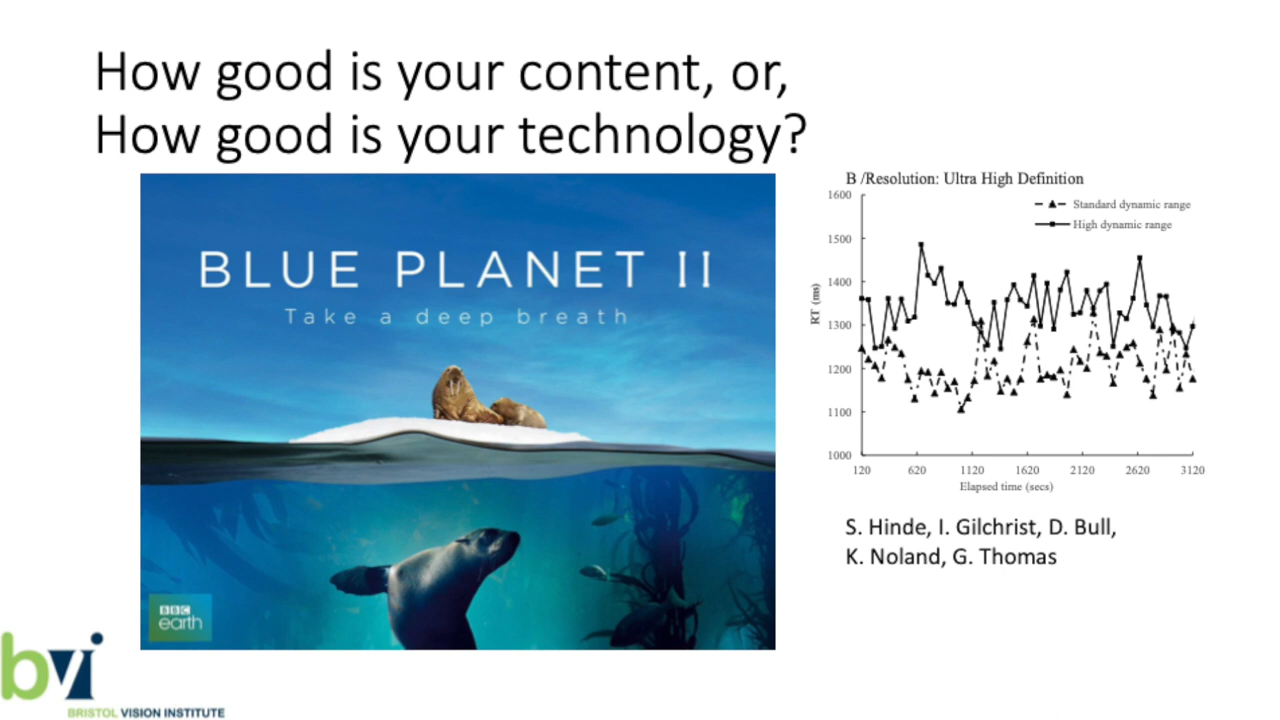 How good is your content, or,
How good is your technology?
BLUE PLANET II
Take a deep breath
BBC
earth
B /Resolution: Ultra High Definition
Standard dynamic range
High dynamic range
RT (ms)
1600
1500
1400
1300
1200
1100
1000
120 620 1120 1620 2120 2620 3120
Elapsed time (secs)
S. Hinde, I. Gilchrist, D. Bull,
K. Noland, G. Thomas
bvi
BRISTOL VISION INSTITUTE